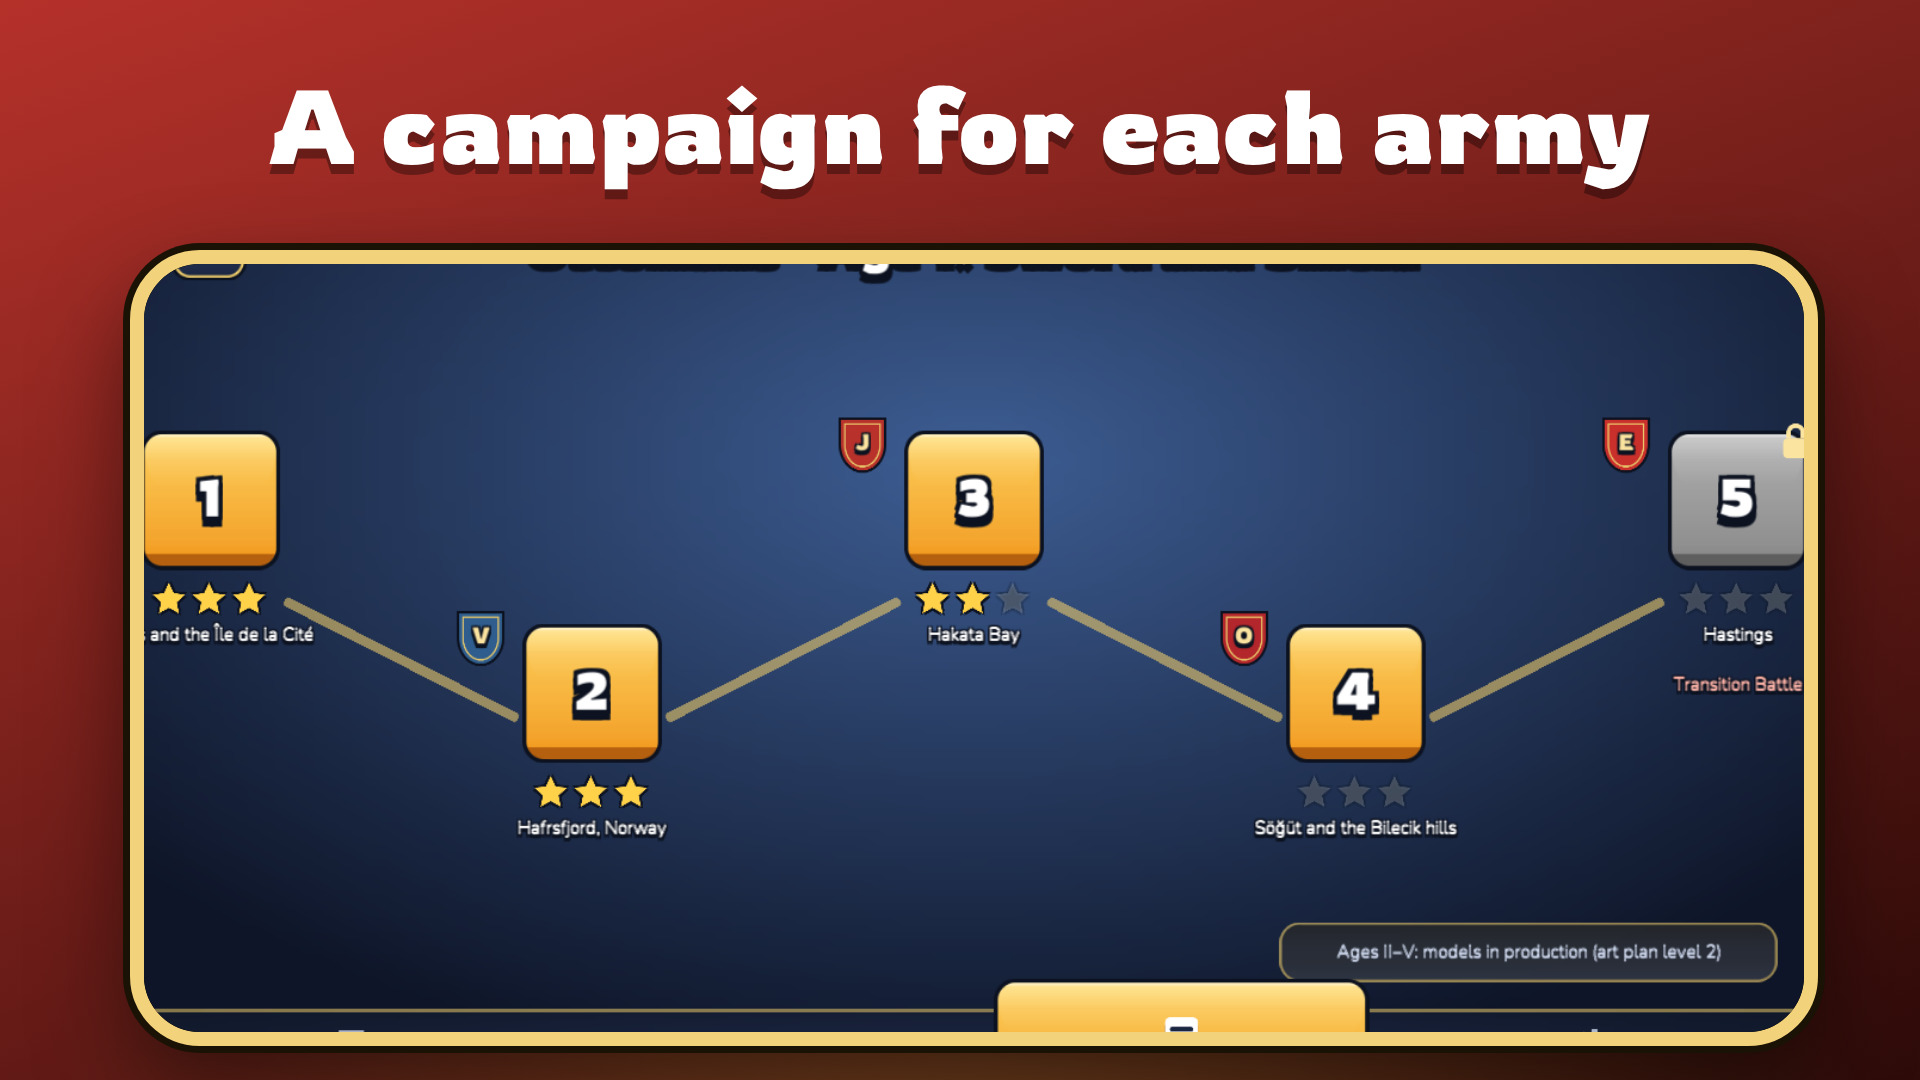 A campaign for each army
J
E
1
3
5
and the Île de la Cité
V
Hakata Bay
O
Hastings
2
4
Transition Battle
Hafrsfjord, Norway
Söğüt and the Bilecik hills
Ages II–V: models in production (art plan level 2)